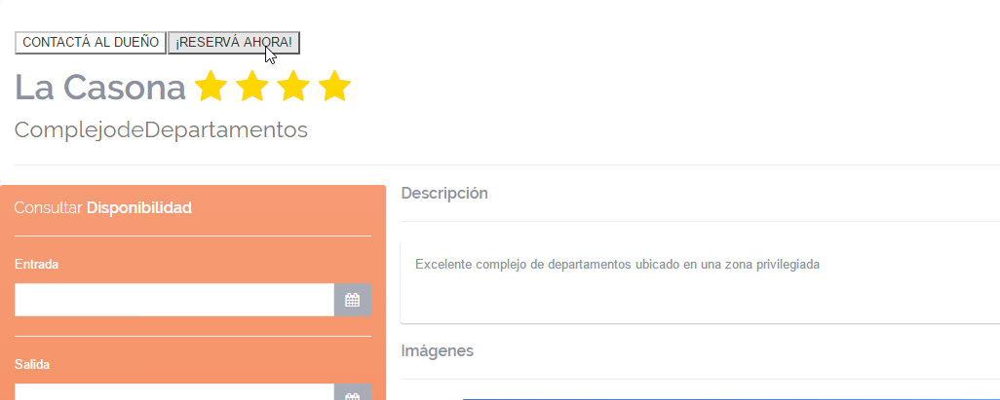 CONTACTÁ AL DUEÑO ¡RESERVÁ AHORA!
La Casona
ComplejodeDepartamentos
Consultar Disponibilidad
Entrada
Salida
Descripción
Excelente complejo de departamentos ubicado en una zona privilegiada
Imágenes